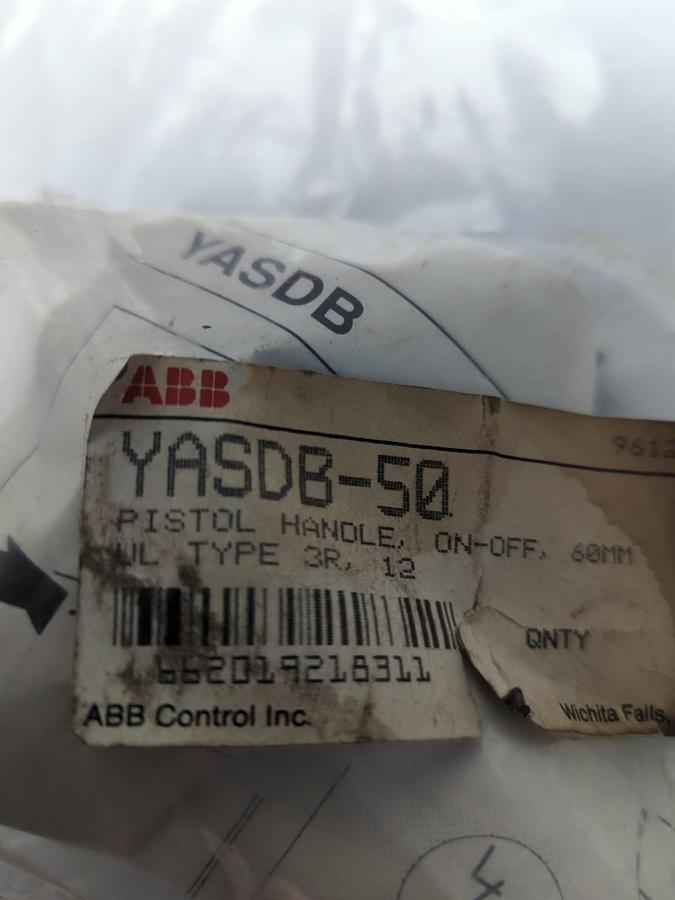 YASDB
ABB
9612
YASDB-50
PISTOL HANDLE, ON-OFF, 60MM
UL TYPE 3R, 12
QNTY
662019218311
ABB Control Inc.
Wichita Falls,
4